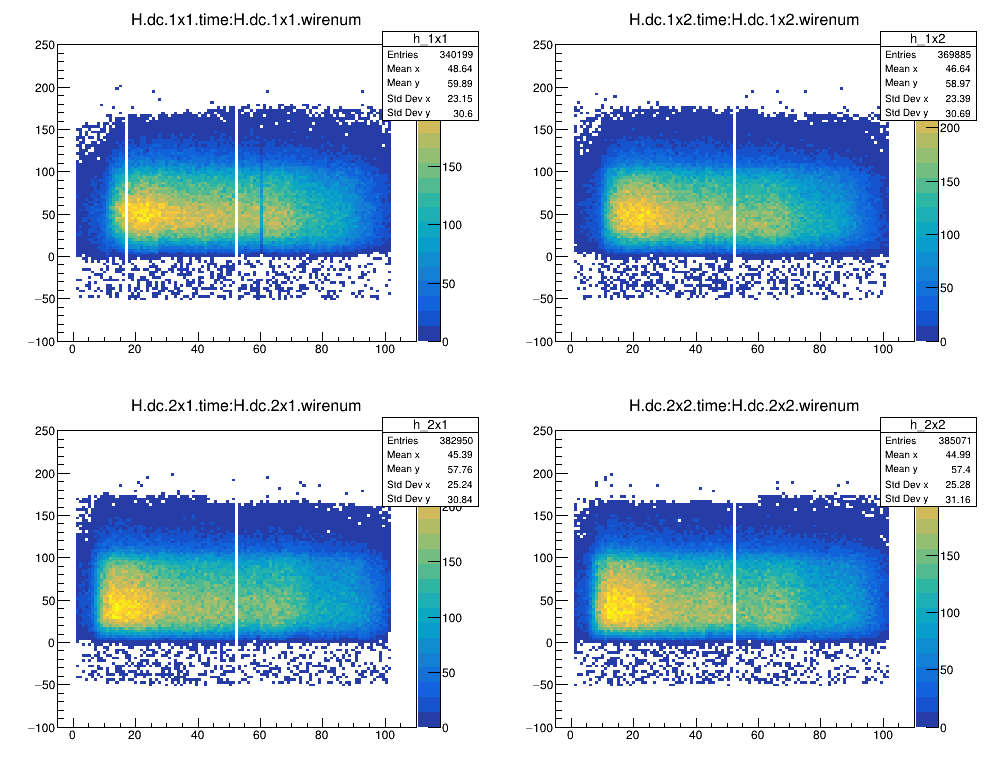 H.dc.1x1.time:H.dc.1x1.wirenum
h_1x1
Entries 340199
Mean x 48.64
Mean y 59.89
Std Dev x 23.15
Std Dev y 30.6
250
200
150
100
50
0
−50
−100
0 20 40 60 80 100
150
100
50
0
H.dc.1x2.time:H.dc.1x2.wirenum
h_1x2
Entries 369885
Mean x 46.64
Mean y 58.97
Std Dev x 23.39
Std Dev y 30.69
250
200
150
100
50
0
−50
−100
0 20 40 60 80 100
200
150
100
50
0
H.dc.2x1.time:H.dc.2x1.wirenum
h_2x1
Entries 382950
Mean x 45.39
Mean y 57.76
Std Dev x 25.24
Std Dev y 30.84
250
200
150
100
50
0
−50
−100
0 20 40 60 80 100
200
150
100
50
0
H.dc.2x2.time:H.dc.2x2.wirenum
h_2x2
Entries 385071
Mean x 44.99
Mean y 57.4
Std Dev x 25.28
Std Dev y 31.16
250
200
150
100
50
0
−50
−100
0 20 40 60 80 100
150
100
50
0